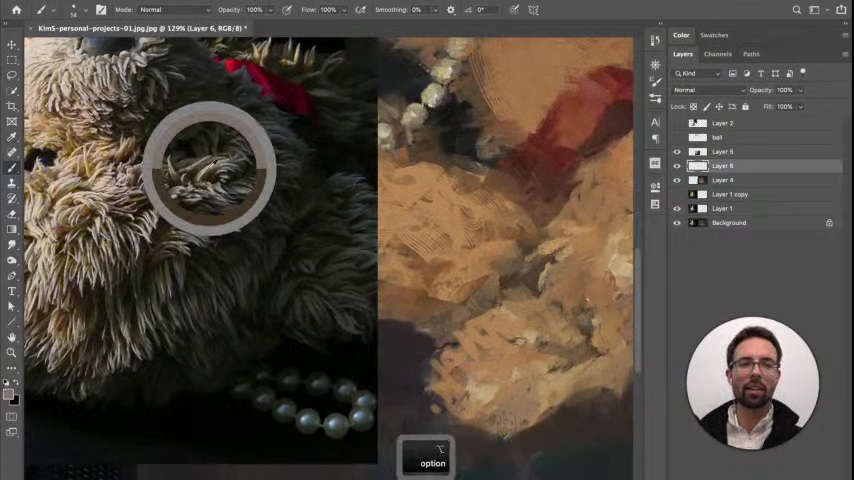 14 Mode: Normal Opacity: 100% Flow: 100% Smoothing: 0% 0°
× Kim5-personal-projects-01.jpg.jpg @ 129% (Layer 6, RGB/8) *
Color Swatches
Layers Channels Paths
Kind
Normal Opacity: 100%
Lock: Fill: 100%
Layer 2
ball
Layer 5
Layer 6
Layer 4
Layer 1 copy
Layer 1
Background
⌥
option